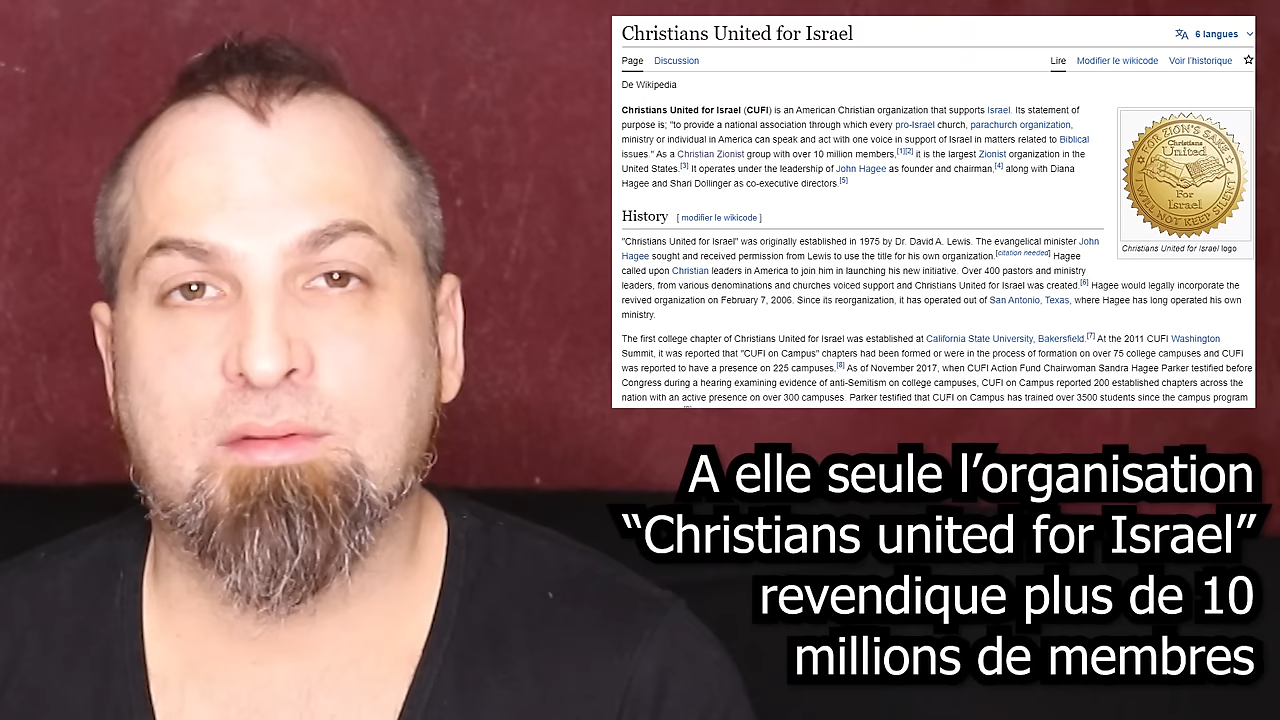 Christians United for Israel
6 langues
Page Discussion Lire Modifier le wikicode Voir l'historique
De Wikipedia
Christians United for Israel (CUFI) is an American Christian organization that supports Israel. Its statement of
purpose is; "to provide a national association through which every pro-Israel church, parachurch organization,
ministry or individual in America can speak and act with one voice in support of Israel in matters related to Biblical
issues." As a Christian Zionist group with over 10 million members,[1][2] it is the largest Zionist organization in the
United States.[3] It operates under the leadership of John Hagee as founder and chairman,[4] along with Diana
Hagee and Shari Dollinger as co-executive directors.[5]
FOR ZION'S SAKE
Christians
United
For
Israel
I WILL NOT KEEP SILENT
Christians United for Israel logo
History [ modifier le wikicode ]
"Christians United for Israel" was originally established in 1975 by Dr. David A. Lewis. The evangelical minister John
Hagee sought and received permission from Lewis to use the title for his own organization.[citation needed] Hagee
called upon Christian leaders in America to join him in launching his new initiative. Over 400 pastors and ministry
leaders, from various denominations and churches voiced support and Christians United for Israel was created.[6] Hagee would legally incorporate the
revised organization on February 7, 2006. Since its reorganization, it has operated out of San Antonio, Texas, where Hagee has long operated his own
ministry.
The first college chapter of Christians United for Israel was established at California State University, Bakersfield.[7] At the 2011 CUFI Washington
Summit, it was reported that "CUFI on Campus" chapters had been formed or were in the process of formation on over 75 college campuses and CUFI
was reported to have a presence on 225 campuses.[8] As of November 2017, when CUFI Action Fund Chairwoman Sandra Hagee Parker testified before
Congress during a hearing examining evidence of anti-Semitism on college campuses, CUFI on Campus reported 200 established chapters across the
nation with an active presence on over 300 campuses. Parker testified that CUFI on Campus has trained over 3500 students since the campus program
A elle seule l'organisation
“Christians united for Israel”
revendique plus de 10
millions de membres